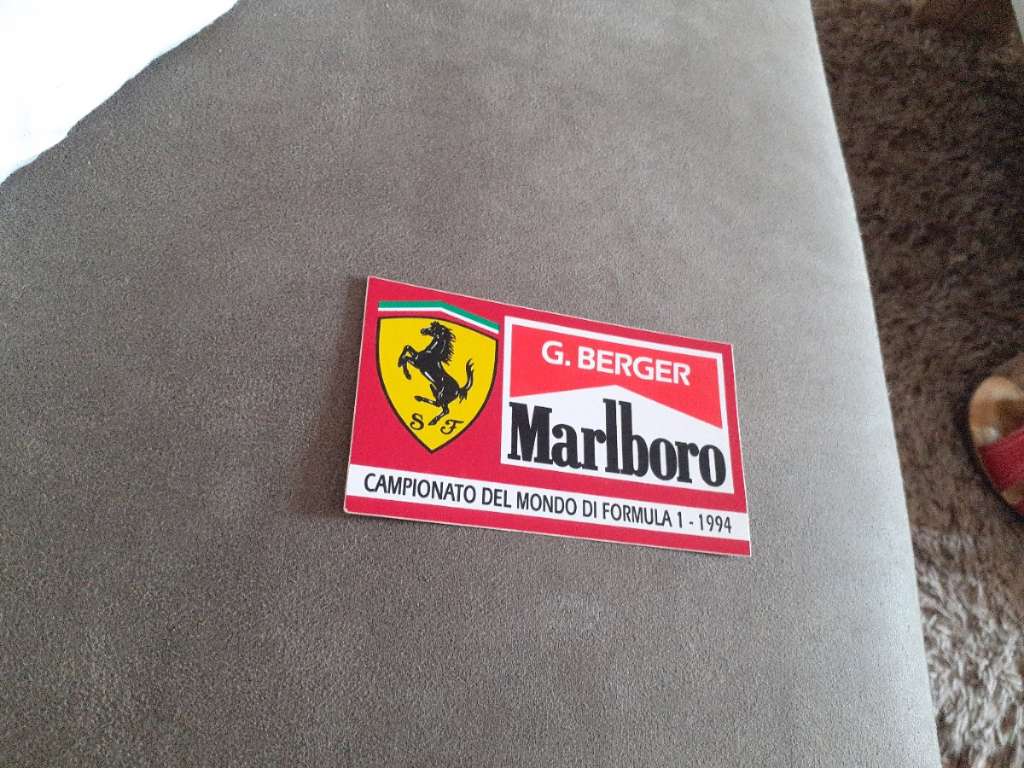 S F
G. BERGER
Marlboro
CAMPIONATO DEL MONDO DI FORMULA 1 - 1994